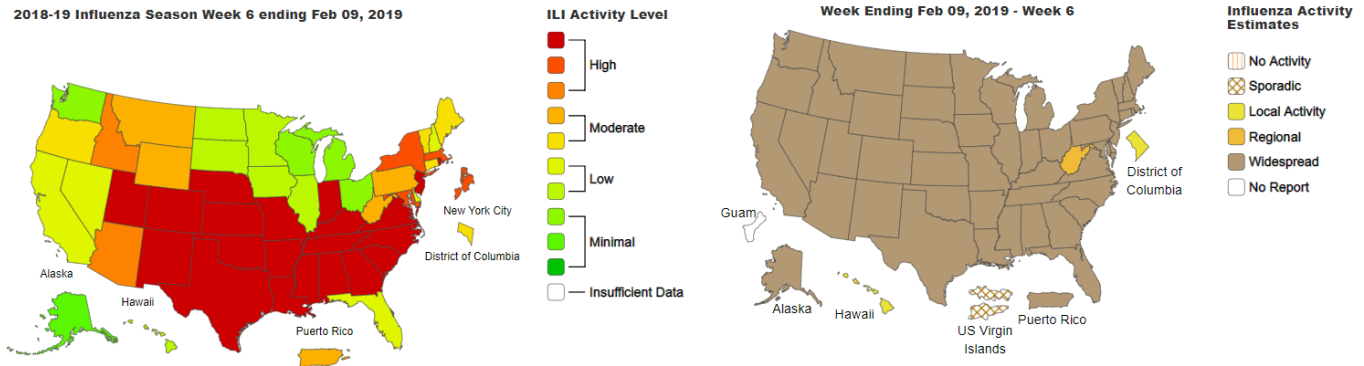 2018-19 Influenza Season Week 6 ending Feb 09, 2019
ILI Activity Level
High
Moderate
Low
Minimal
Insufficient Data
New York City
District of Columbia
Alaska
Hawaii
Puerto Rico
Week Ending Feb 09, 2019 - Week 6
Influenza Activity
Estimates
No Activity
Sporadic
Local Activity
Regional
Widespread
No Report
District of
Columbia
Guam
Alaska
Hawaii
US Virgin
Islands
Puerto Rico